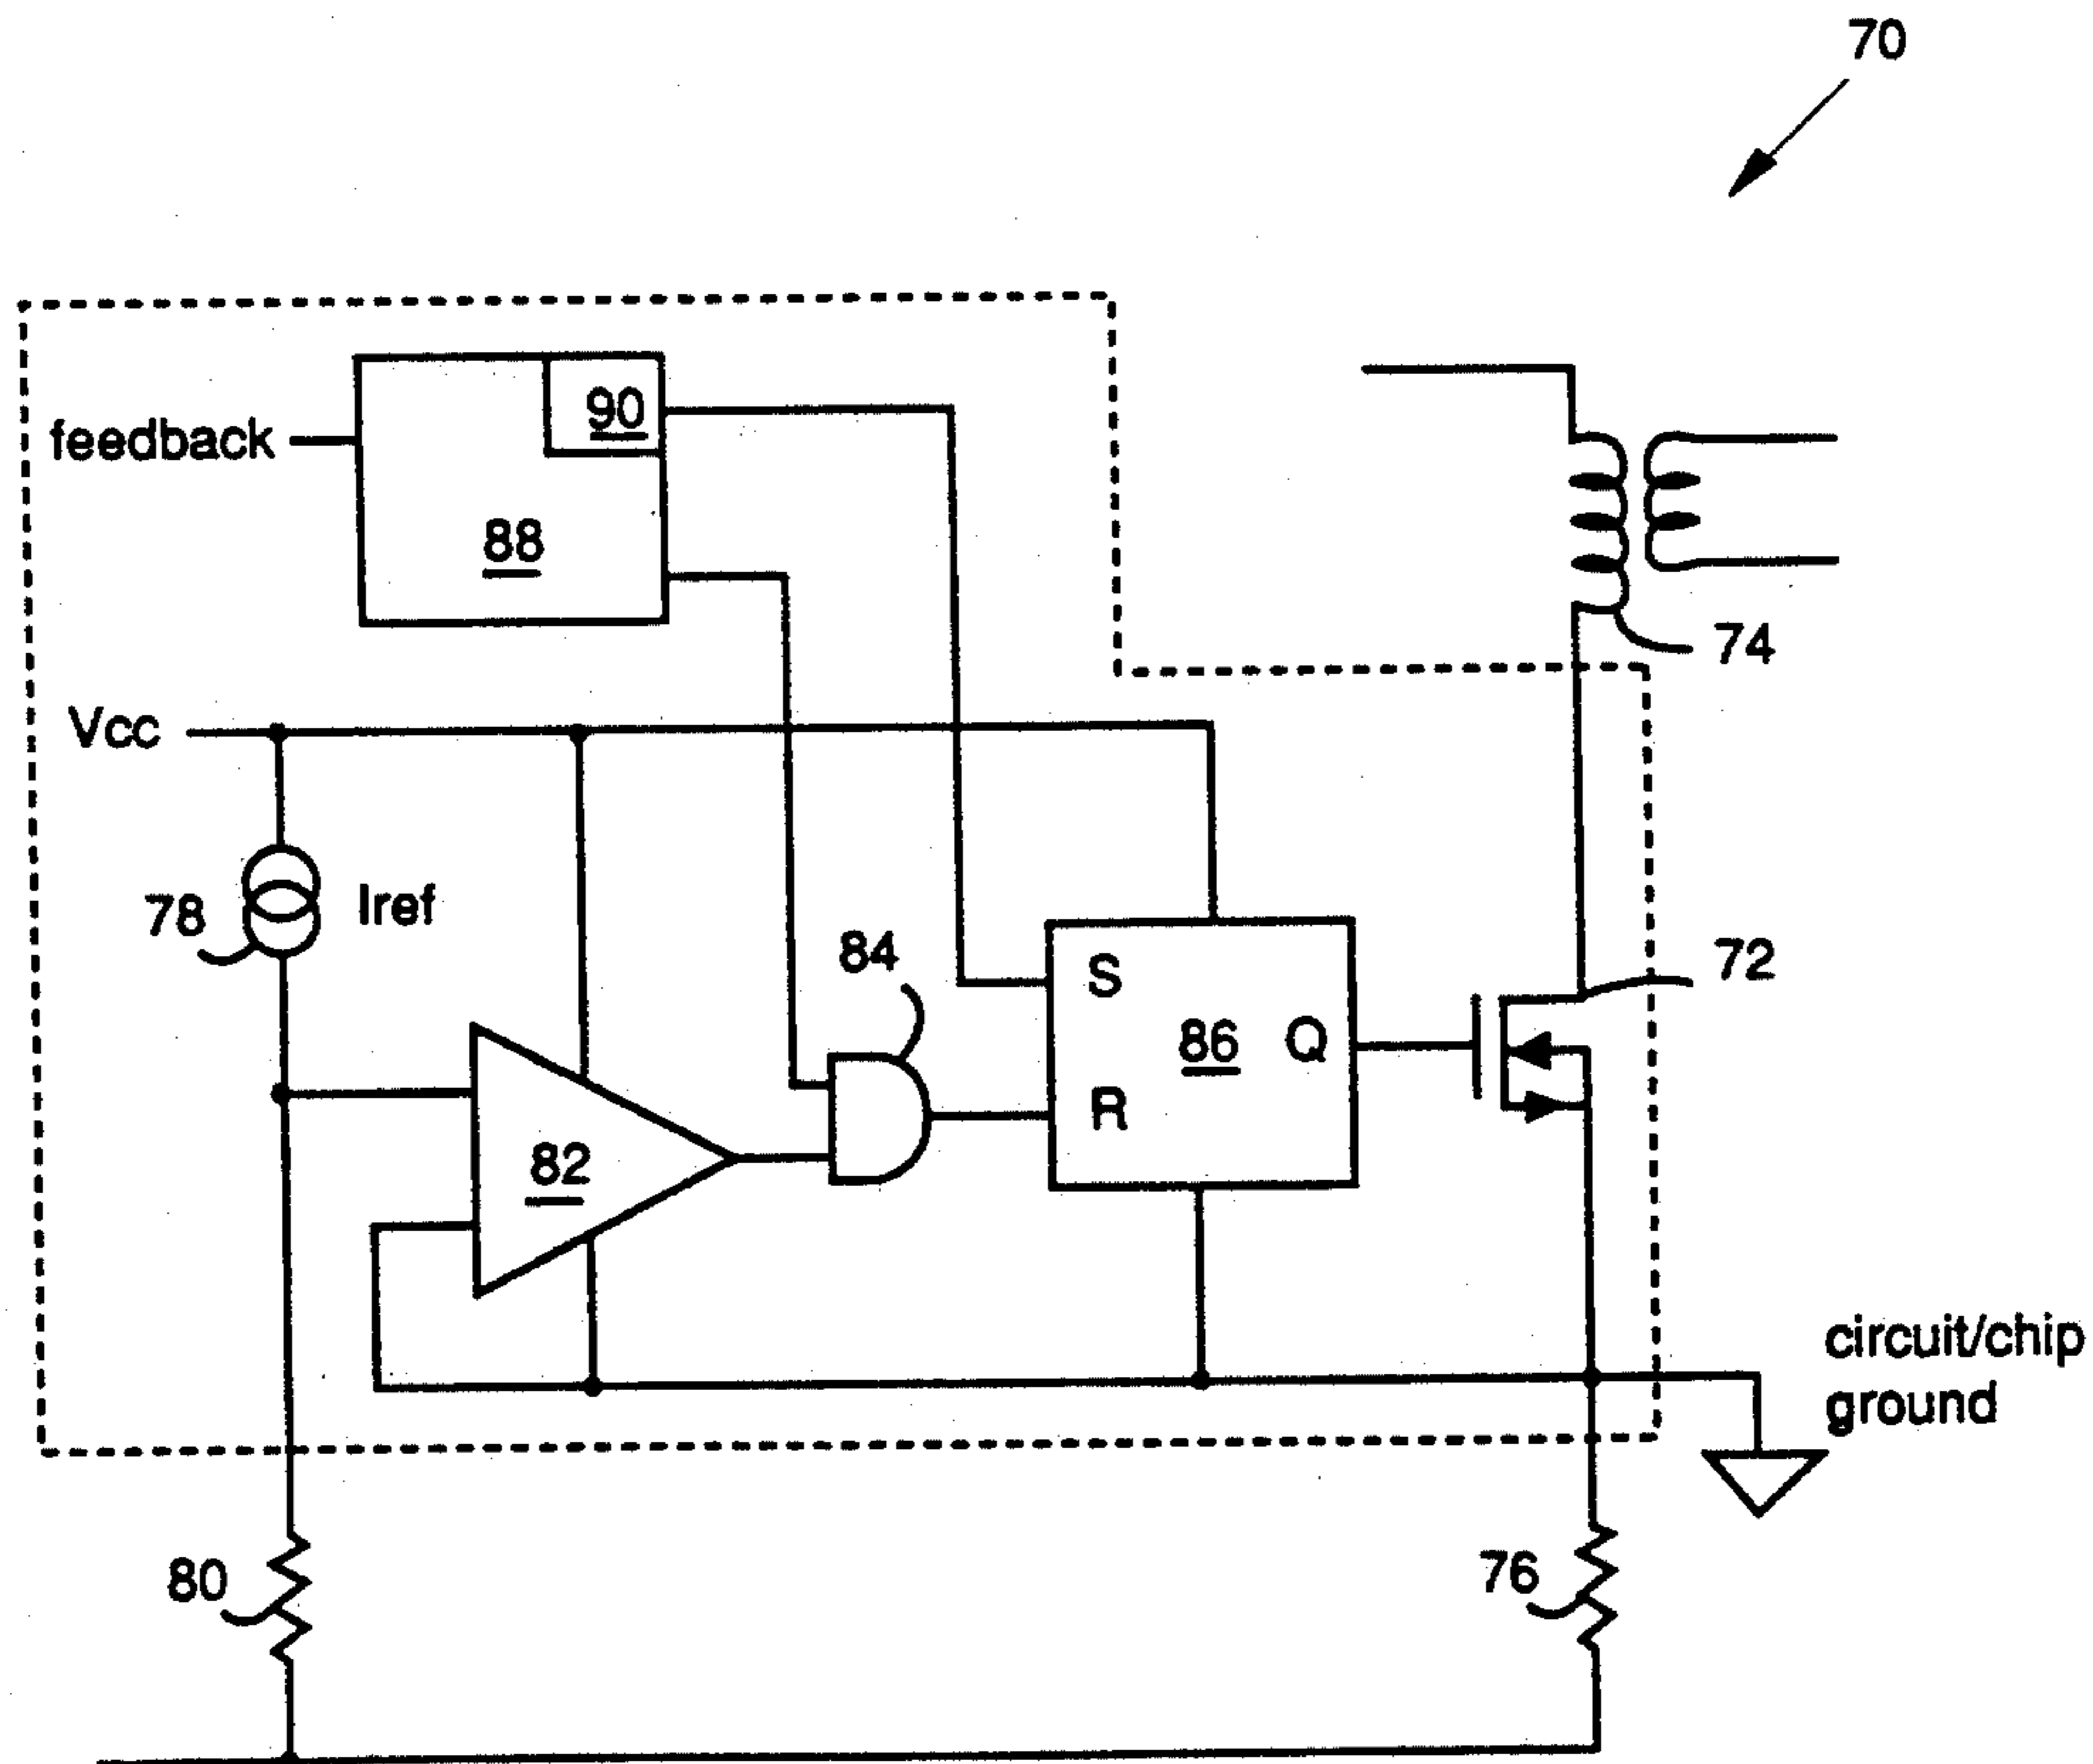 70
90
feedback
88
74
Vcc
78
Iref
84
72
S
86
Q
R
82
circuit/chip
ground
80
76